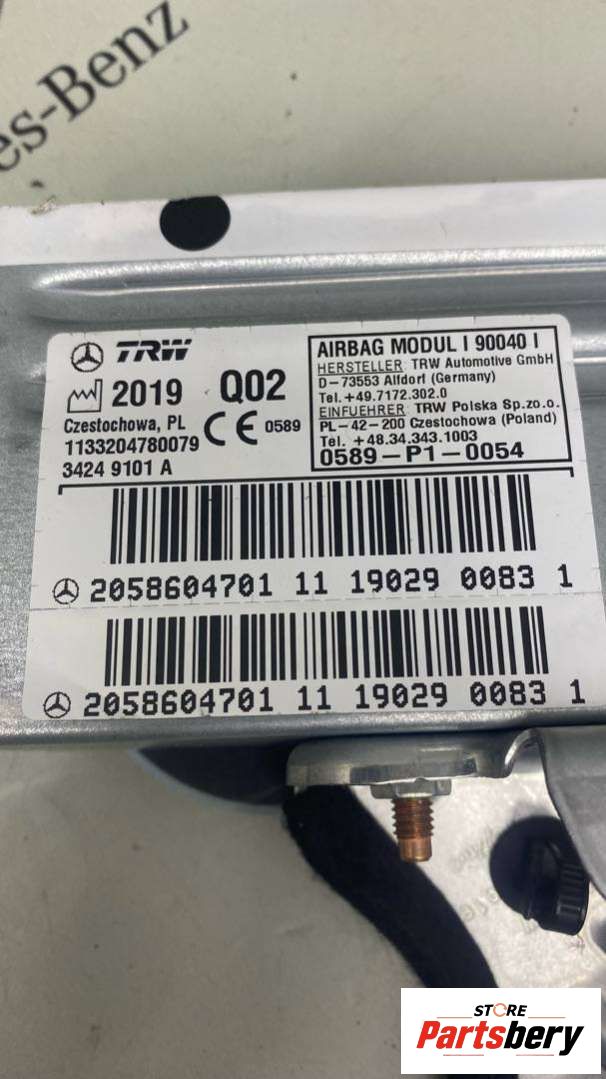 es-Benz
TRW
2019 Q02
Czestochowa, PL
1133204780079
3424 9101 A
CE 0589
AIRBAG MODUL I 90040 I
HERSTELLER: TRW Automotive GmbH
D-73553 Alfdorf (Germany)
Tel.+49.7172.302.0
EINFUEHRER: TRW Polska Sp.zo.o.
PL-42-200 Czestochowa (Poland)
Tel.+48.34.343.1003
0589-P1-0054
2058604701 11 19029 0083 1
2058604701 11 19029 0083 1
STORE
Partsbery